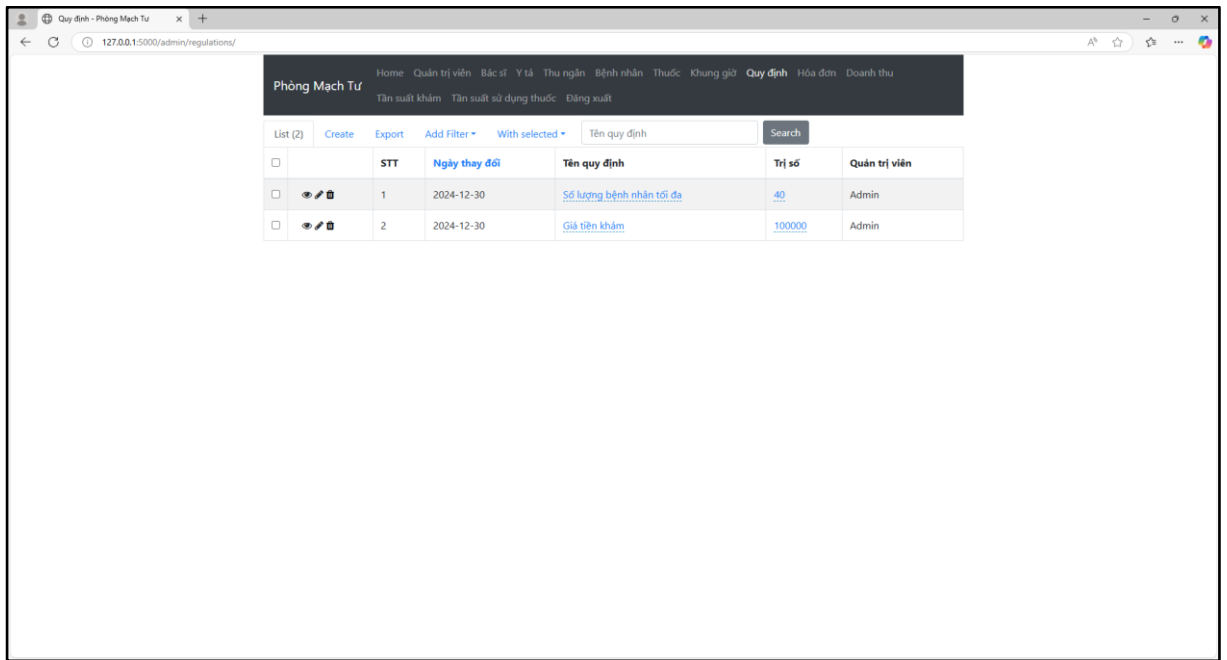 Quy định - Phòng Mạch Tư
127.0.0.1:5000/admin/regulations/
Phòng Mạch Tư
Home Quản trị viên Bác sĩ Y tá Thu ngân Bệnh nhân Thuốc Khung giờ Quy định Hóa đơn Doanh thu
Tần suất khám Tần suất sử dụng thuốc Đăng xuất
List (2) Create Export Add Filter With selected Tên quy định Search
STT Ngày thay đổi Tên quy định Trị số Quản trị viên
1 2024-12-30 Số lượng bệnh nhân tối đa 40 Admin
2 2024-12-30 Giá tiền khám 100000 Admin